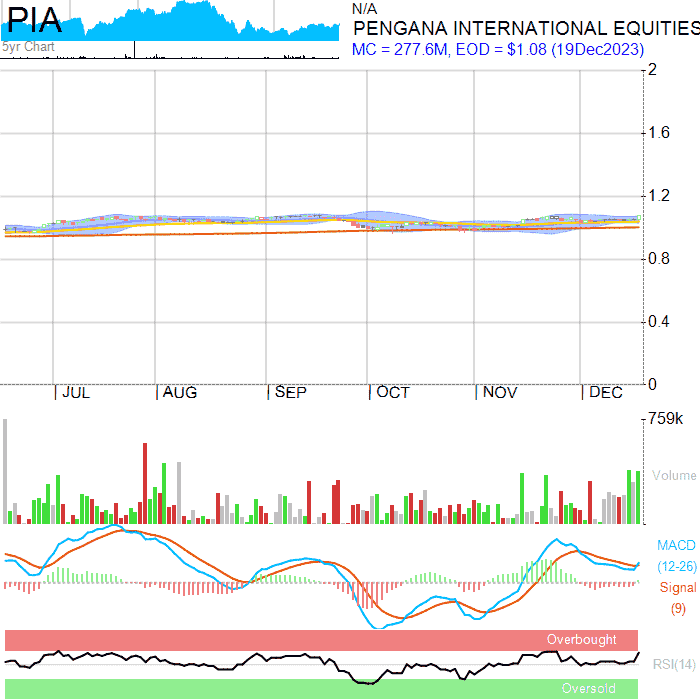 PIA
5yr Chart
N/A
PENGANA INTERNATIONAL EQUITIES
MC = 277.6M, EOD = $1.08 (19Dec2023)
2
1.6
1.2
0.8
0.4
0
JUL
AUG
SEP
OCT
NOV
DEC
759k
Volume
MACD
(12-26)
Signal
(9)
Overbought
RSI(14)
Oversold